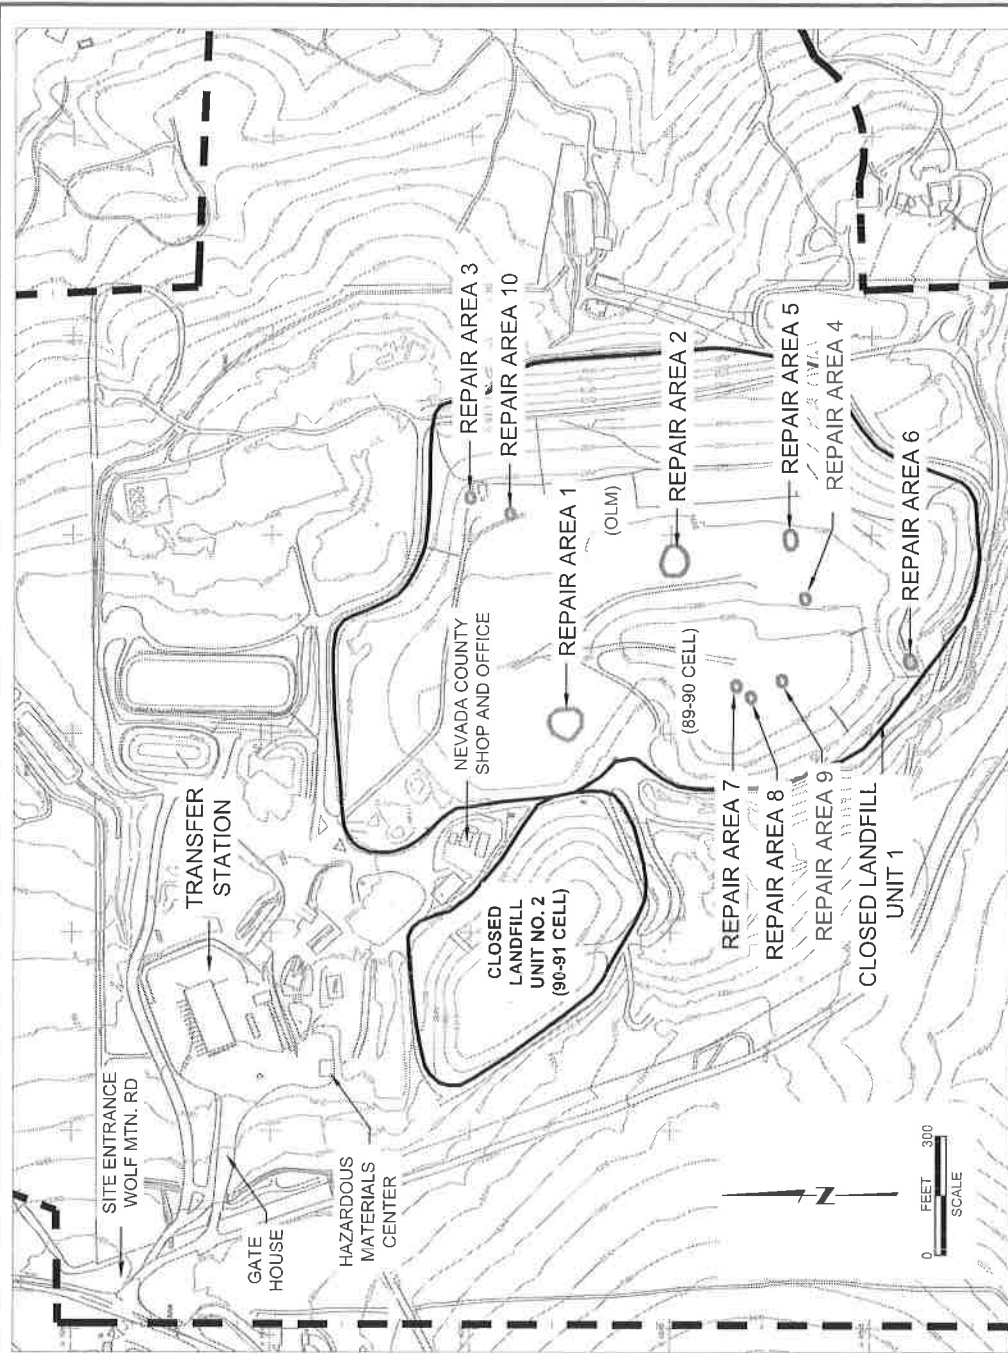 SITE ENTRANCE
WOLF MTN. RD
TRANSFER
STATION
GATE
HOUSE
HAZARDOUS
MATERIALS
CENTER
NEVADA COUNTY
SHOP AND OFFICE
CLOSED
LANDFILL
UNIT NO. 2
(90-91 CELL)
REPAIR AREA 3
REPAIR AREA 10
REPAIR AREA 1
(OLM)
REPAIR AREA 2
(89-90 CELL)
REPAIR AREA 5
REPAIR AREA 4
REPAIR AREA 6
REPAIR AREA 7
REPAIR AREA 8
REPAIR AREA 9
CLOSED LANDFILL
UNIT 1
N
0 FEET 300
SCALE